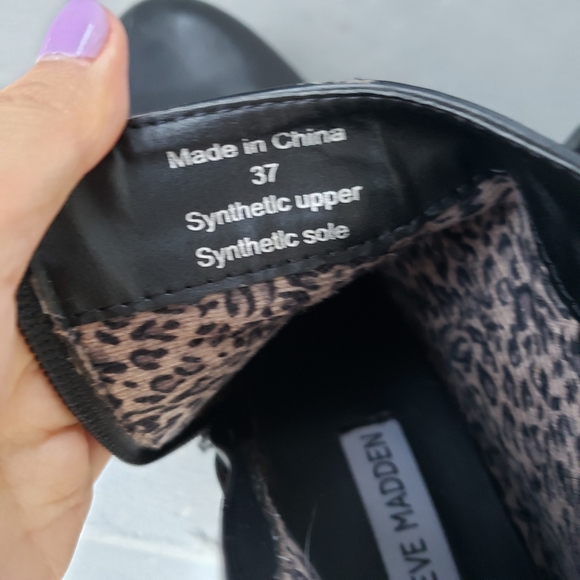 Made in China
37
Synthetic upper
Synthetic sole
EVE MADDEN